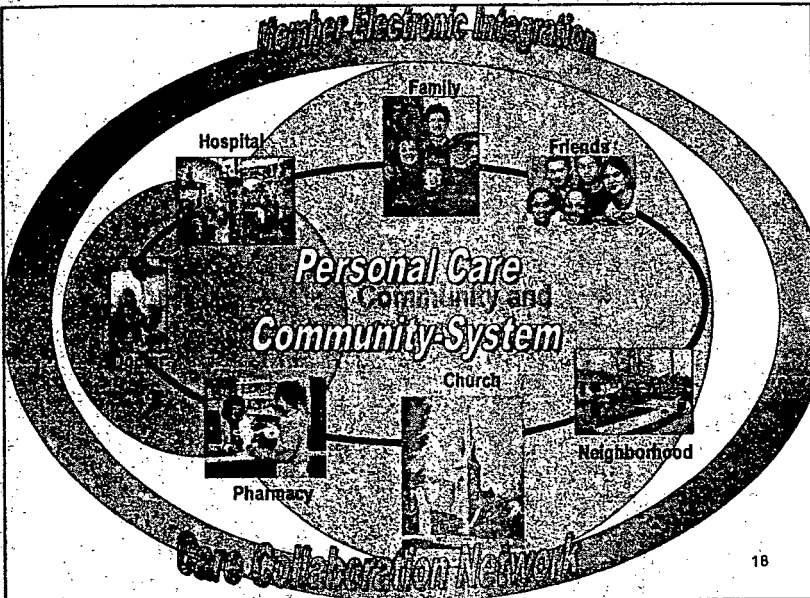 Member Electronic Integration
Family
Hospital
Friends
Personal Care
Community and
Community-System
Church
Neighborhood
Pharmacy
Care Collaboration Network
18